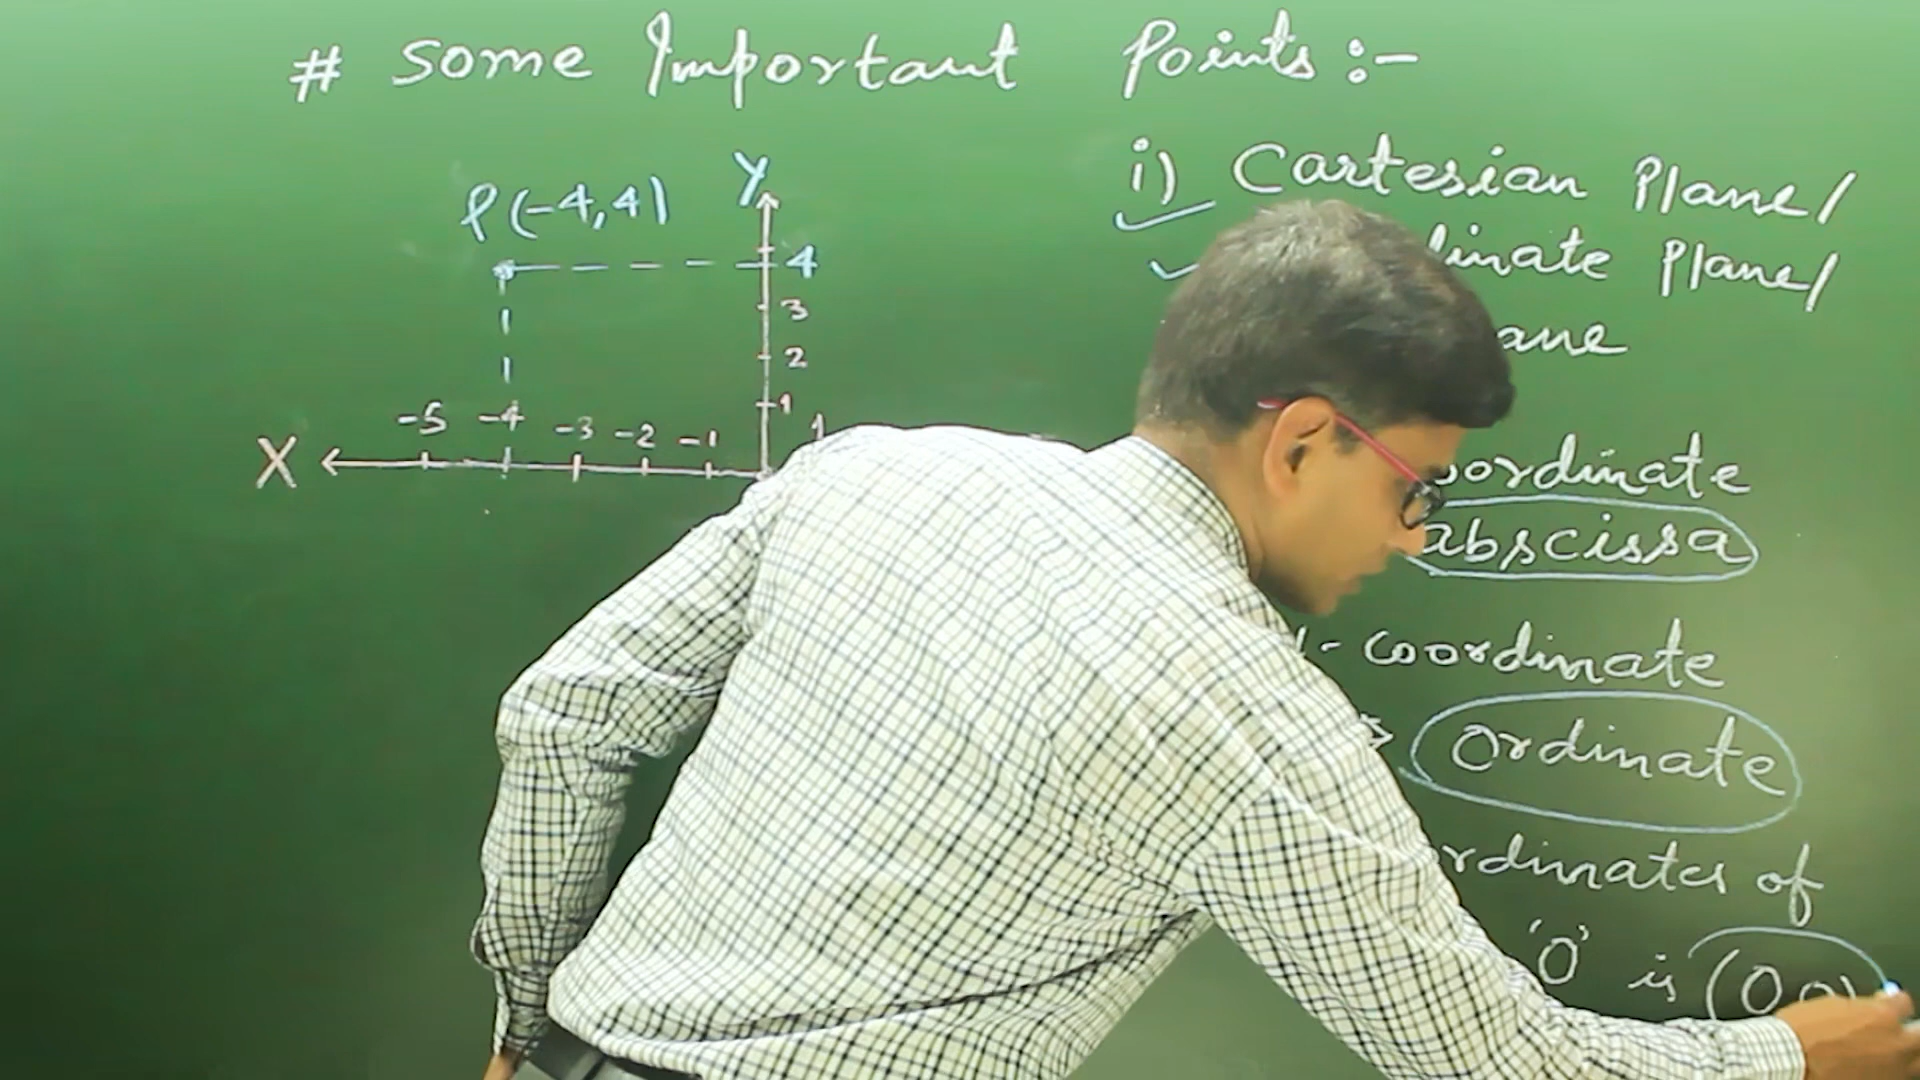 # Some Important Points :-
i) Cartesian Plane/
dinate Plane/
ane
P(-4,4)
Y
4
3
2
1
-5 -4 -3 -2 -1 1
X
oordinate
abscissa
- coordinate
⇒ Ordinate
rdinates of
'O' is (0,0)